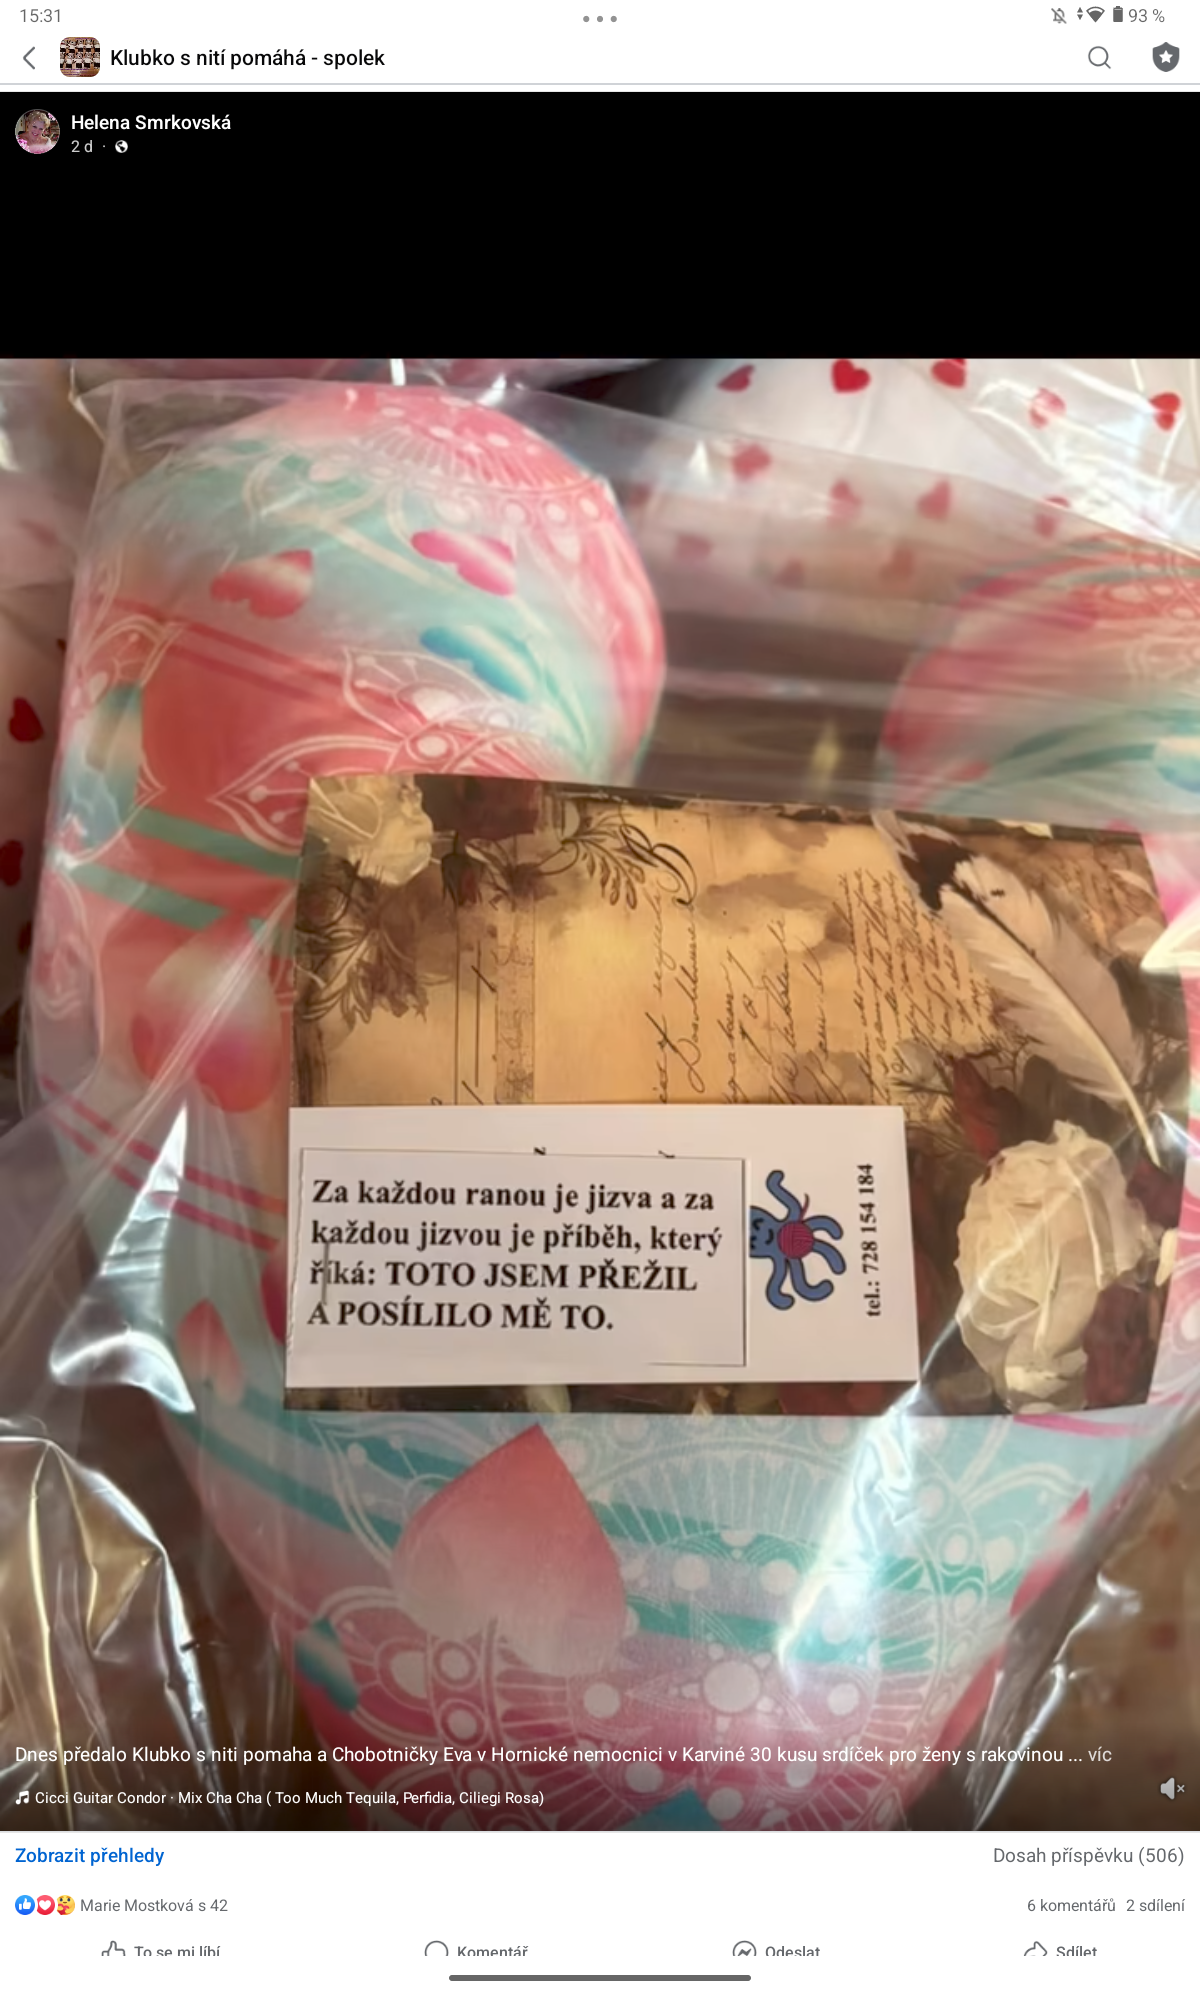 15:31
93 %
Klubko s nití pomáhá - spolek
Helena Smrkovská
2 d ·
Za každou ranou je jizva a za
každou jizvou je příběh, který
říká: TOTO JSEM PŘEŽIL
A POSÍLILO MĚ TO.
tel.: 728 154 184
Dnes předalo Klubko s niti pomaha a Chobotničky Eva v Hornické nemocnici v Karviné 30 kusu srdíček pro ženy s rakovinou ... víc
Cicci Guitar Condor · Mix Cha Cha ( Too Much Tequila, Perfidia, Ciliegi Rosa)
Zobrazit přehledy
Dosah příspěvku (506)
Marie Mostková s 42
6 komentářů 2 sdílení
To se mi líbí
Komentář
Odeslat
Sdílet